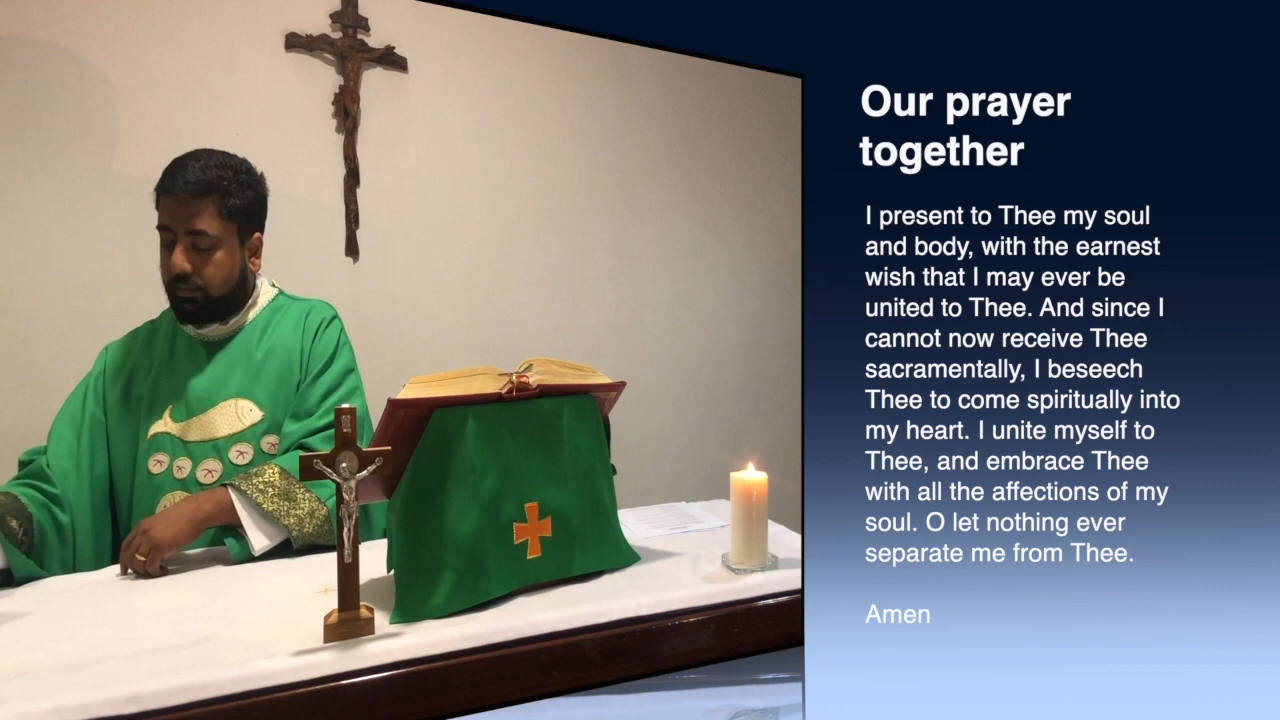 Our prayer
together
I present to Thee my soul
and body, with the earnest
wish that I may ever be
united to Thee. And since I
cannot now receive Thee
sacramentally, I beseech
Thee to come spiritually into
my heart. I unite myself to
Thee, and embrace Thee
with all the affections of my
soul. O let nothing ever
separate me from Thee.
Amen